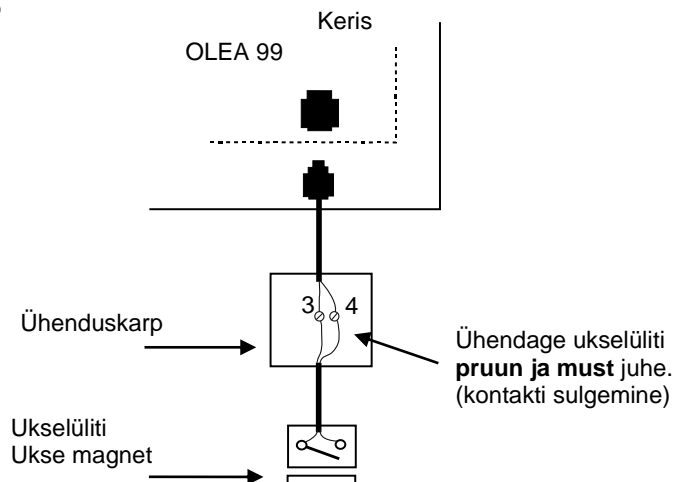 Keris
OLEA 99
3 4
Ühenduskarp
Ühendage ukselüliti
pruun ja must juhe.
(kontakti sulgemine)
Ukselüliti
Ukse magnet